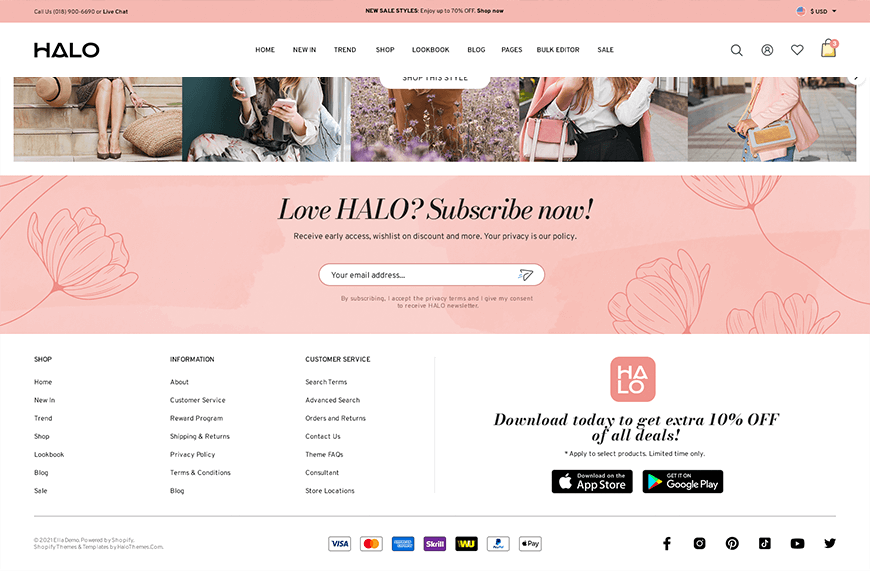 Call Us (018) 900-6690 or Live Chat
NEW SALE STYLES: Enjoy up to 70% OFF. Shop now
$ USD
HALO
HOME NEW IN TREND SHOP LOOKBOOK BLOG PAGES BULK EDITOR SALE
3
SHOP THIS STYLE
Love HALO? Subscribe now!
Receive early access, wishlist on discount and more. Your privacy is our policy.
Your email address...
By subscribing, I accept the privacy terms and I give my consent
to receive HALO newsletter.
SHOP
Home
New In
Trend
Shop
Lookbook
Blog
Sale
INFORMATION
About
Customer Service
Reward Program
Shipping & Returns
Privacy Policy
Terms & Conditions
Blog
CUSTOMER SERVICE
Search Terms
Advanced Search
Orders and Returns
Contact Us
Theme FAQs
Consultant
Store Locations
HA
LO
Download today to get extra 10% OFF
of all deals!
* Apply to select products. Limited time only.
Download on the
App Store
GET IT ON
Google Play
© 2021 Ella Demo. Powered by Shopify.
Shopify Themes & Templates by HaloThemes.Com.
VISA
Skrill
WU
PayPal
Pay